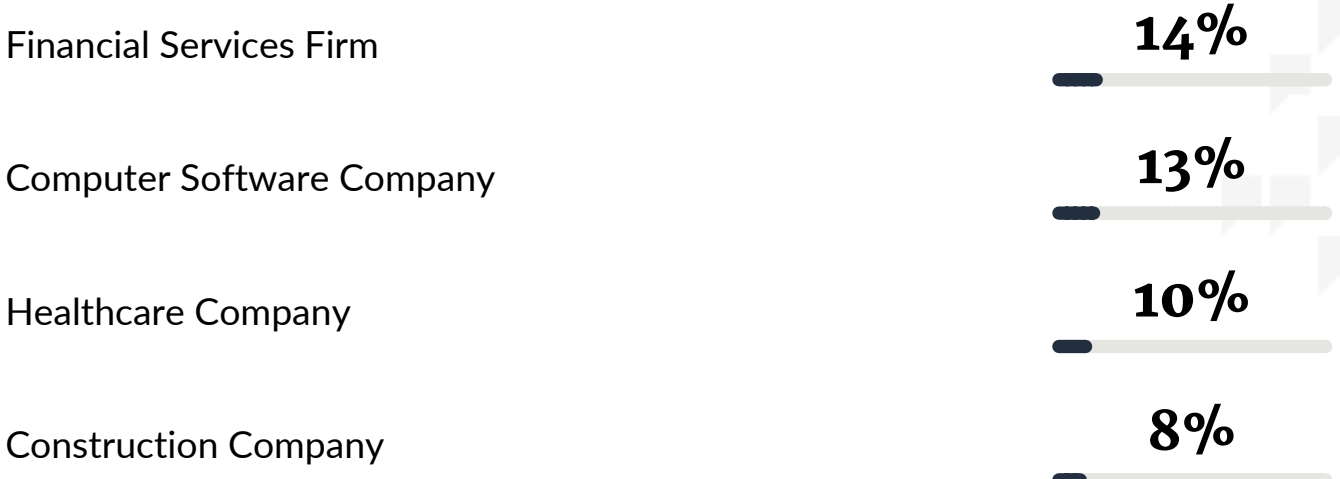 Financial Services Firm 14%
Computer Software Company 13%
Healthcare Company 10%
Construction Company 8%